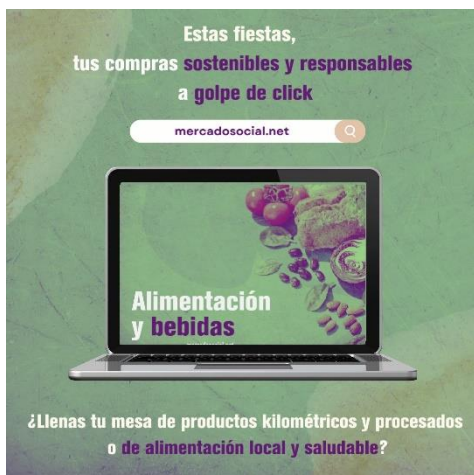 Estas fiestas,
tus compras sostenibles y responsables
a golpe de click
mercadosocial.net
Alimentación
y bebidas
¿Llenas tu mesa de productos kilométricos y procesados
o de alimentación local y saludable?